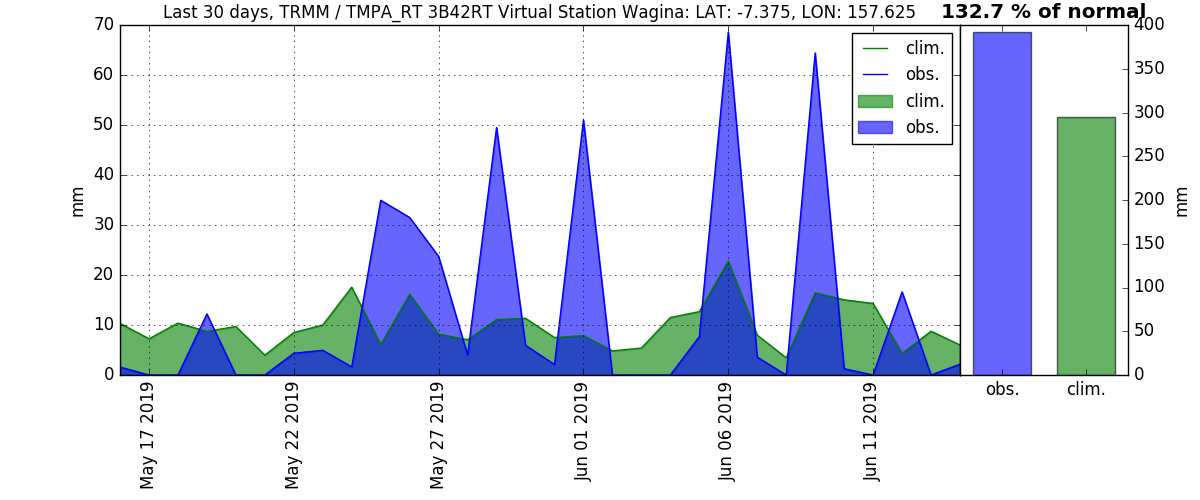 Last 30 days, TRMM / TMPA_RT 3B42RT Virtual Station Wagina: LAT: -7.375, LON: 157.625
132.7 % of normal
70
60
50
40
30
20
10
0
mm
clim.
obs.
clim.
obs.
May 17 2019
May 22 2019
May 27 2019
Jun 01 2019
Jun 06 2019
Jun 11 2019
400
350
300
250
200
150
100
50
0
mm
obs.
clim.